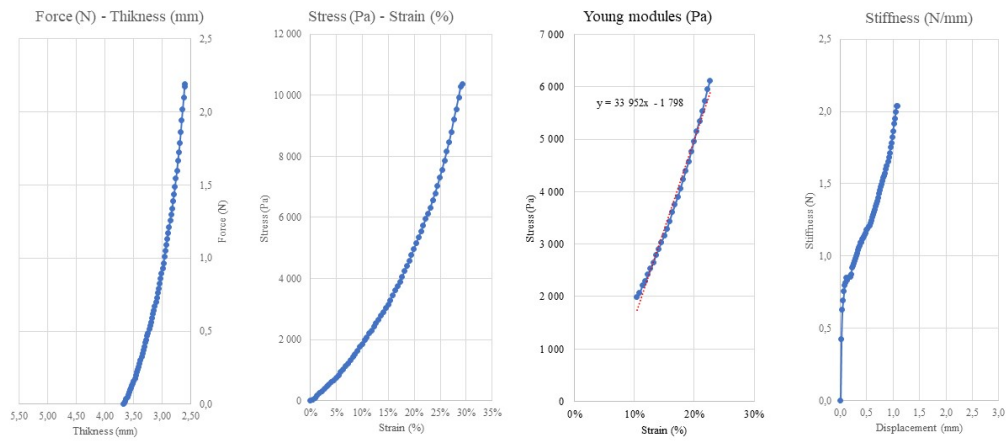 Force (N) - Thikness (mm)
2,5
2,0
1,5
1,0
0,5
0,0
Force (N)
5,50 5,00 4,50 4,00 3,50 3,00 2,50
Thikness (mm)
Stress (Pa) - Strain (%)
12 000
10 000
8 000
6 000
4 000
2 000
0
Stress (Pa)
0% 5% 10% 15% 20% 25% 30% 35%
Strain (%)
Young modules (Pa)
7 000
6 000
5 000
4 000
3 000
2 000
1 000
0
y = 33 952x - 1 798
Stress (Pa)
0% 10% 20% 30%
Strain (%)
Stiffness (N/mm)
2,5
2,0
1,5
1,0
0,5
0,0
Stiffness (N)
0,0 0,5 1,0 1,5 2,0 2,5 3,0
Displacement (mm)